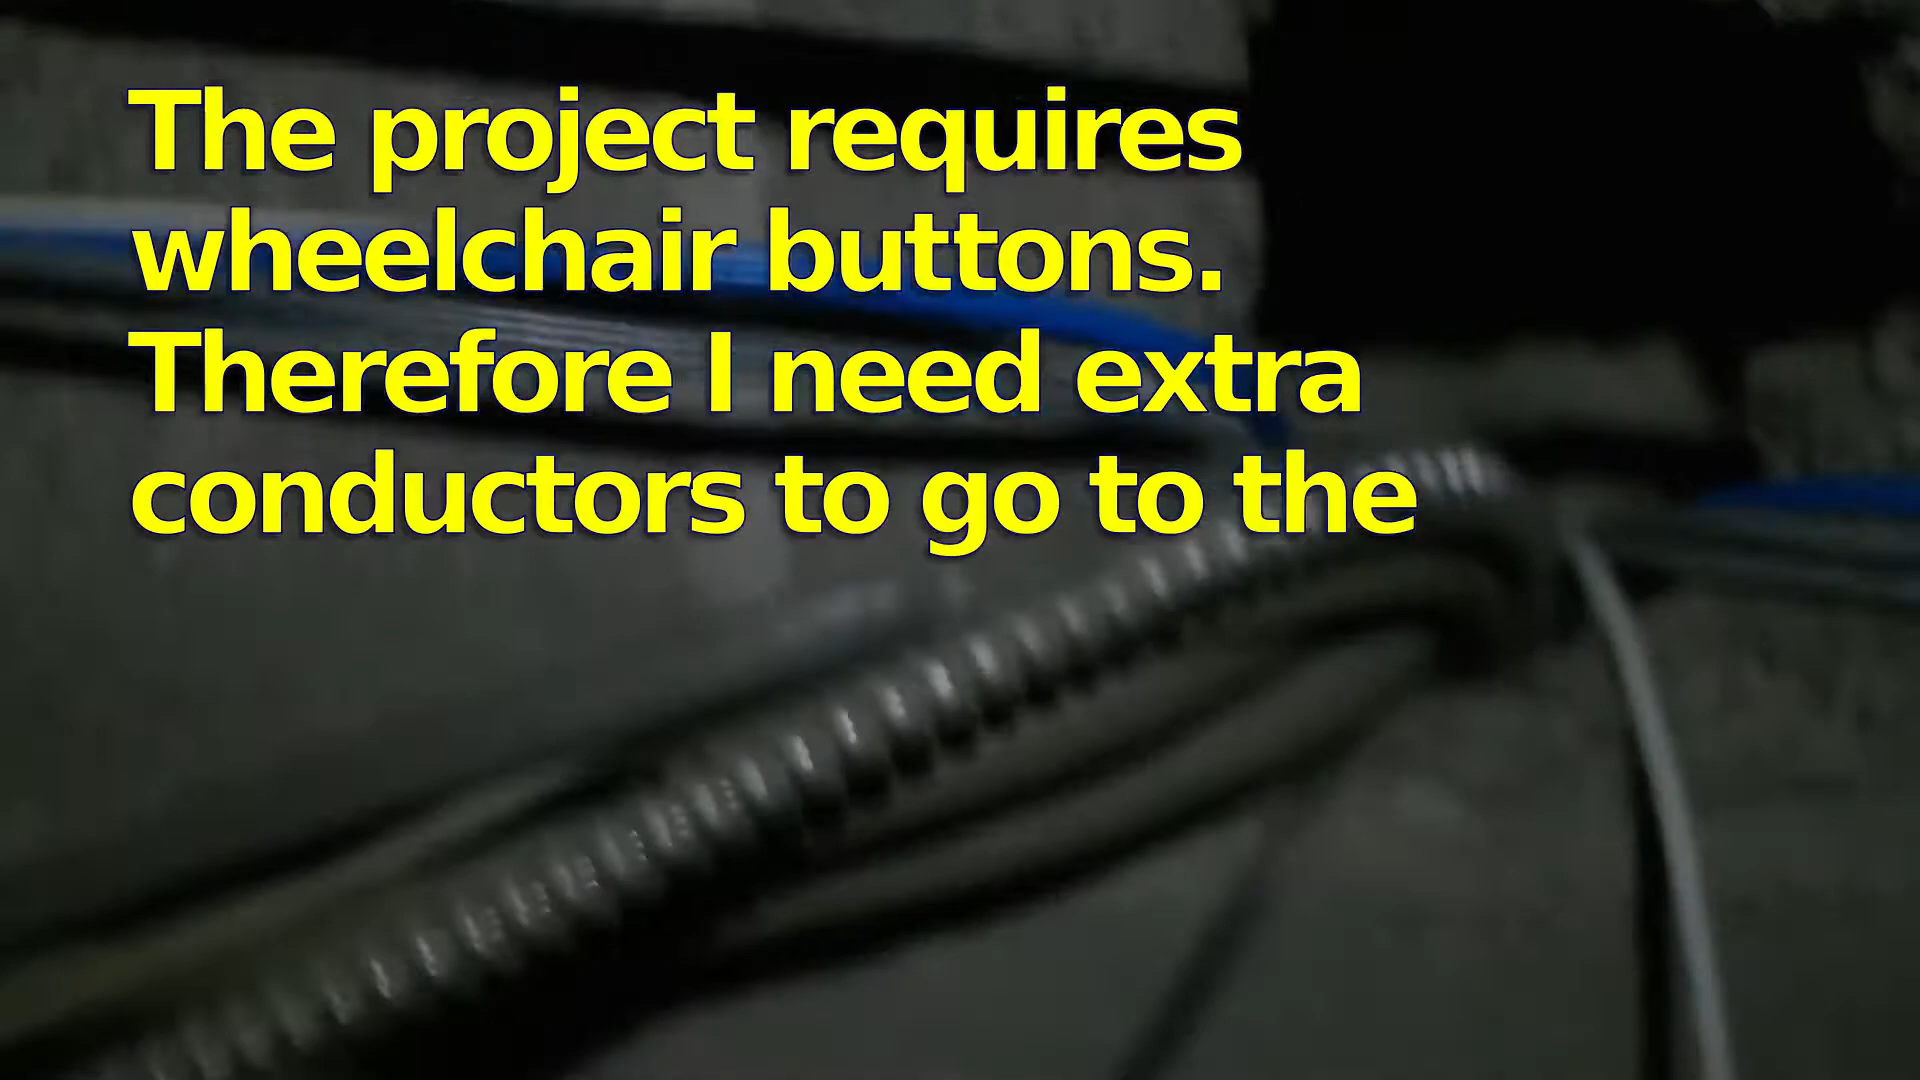 The project requires
wheelchair buttons.
Therefore I need extra
conductors to go to the